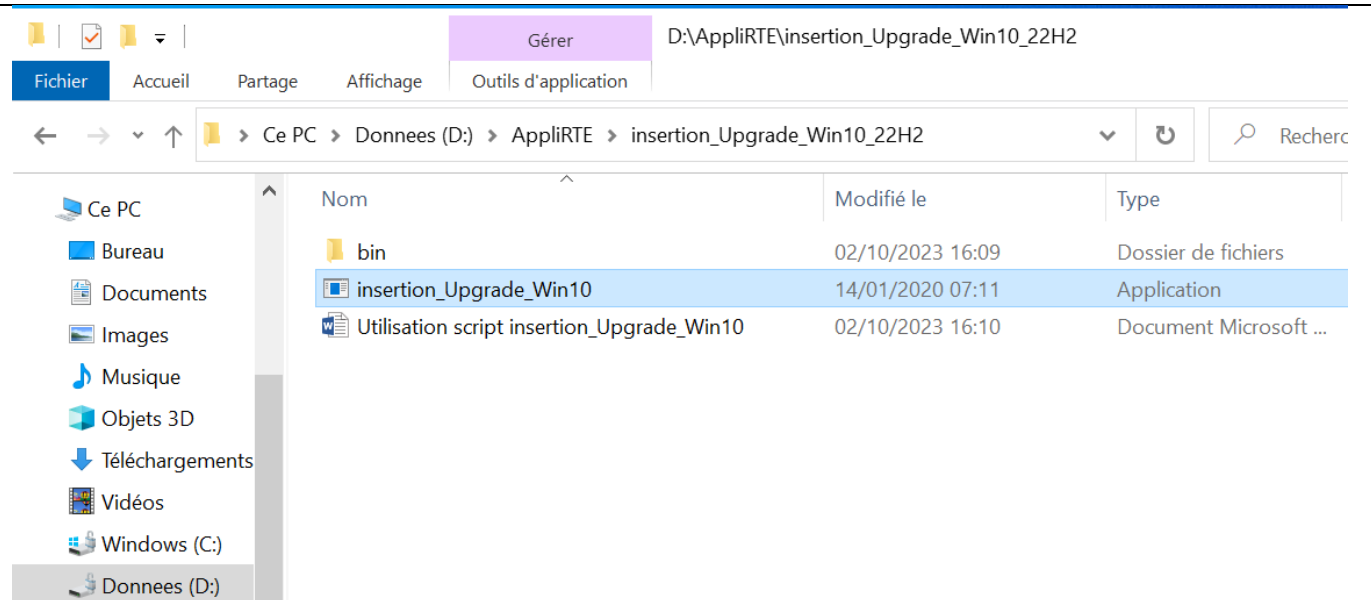 Gérer D:\AppliRTE\insertion_Upgrade_Win10_22H2
Fichier Accueil Partage Affichage Outils d'application
Ce PC > Donnees (D:) > AppliRTE > insertion_Upgrade_Win10_22H2 Recherc
Nom Modifié le Type
Ce PC
Bureau bin 02/10/2023 16:09 Dossier de fichiers
Documents insertion_Upgrade_Win10 14/01/2020 07:11 Application
Images Utilisation script insertion_Upgrade_Win10 02/10/2023 16:10 Document Microsoft ...
Musique
Objets 3D
Téléchargements
Vidéos
Windows (C:)
Donnees (D:)